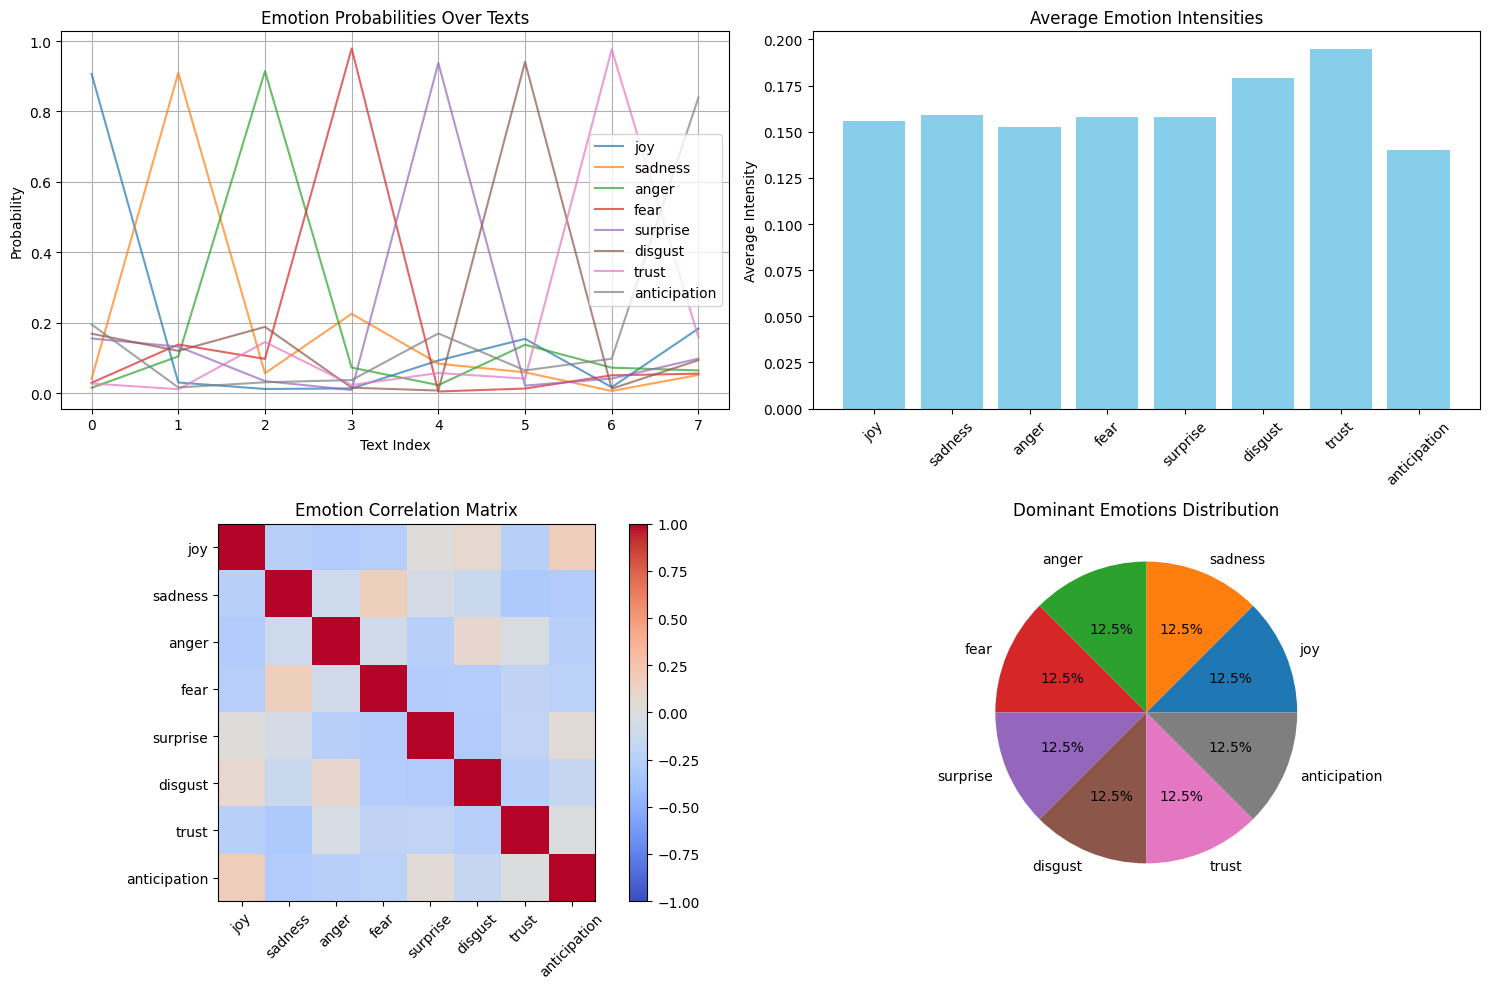 Emotion Probabilities Over Texts
1.0
0.8
0.6
0.4
0.2
0.0
Probability
0 1 2 3 4 5 6 7
Text Index
joy
sadness
anger
fear
surprise
disgust
trust
anticipation
Average Emotion Intensities
0.200
0.175
0.150
0.125
0.100
0.075
0.050
0.025
0.000
Average Intensity
joy sadness anger fear surprise disgust trust anticipation
Emotion Correlation Matrix
joy
sadness
anger
fear
surprise
disgust
trust
anticipation
joy sadness anger fear surprise disgust trust anticipation
1.00
0.75
0.50
0.25
0.00
−0.25
−0.50
−0.75
−1.00
Dominant Emotions Distribution
anger sadness
12.5% 12.5%
fear joy
12.5% 12.5%
12.5% 12.5%
surprise anticipation
12.5% 12.5%
disgust trust